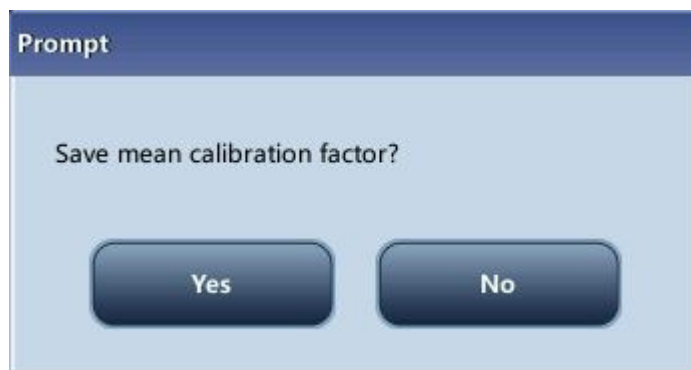 Prompt
Save mean calibration factor?
Yes No